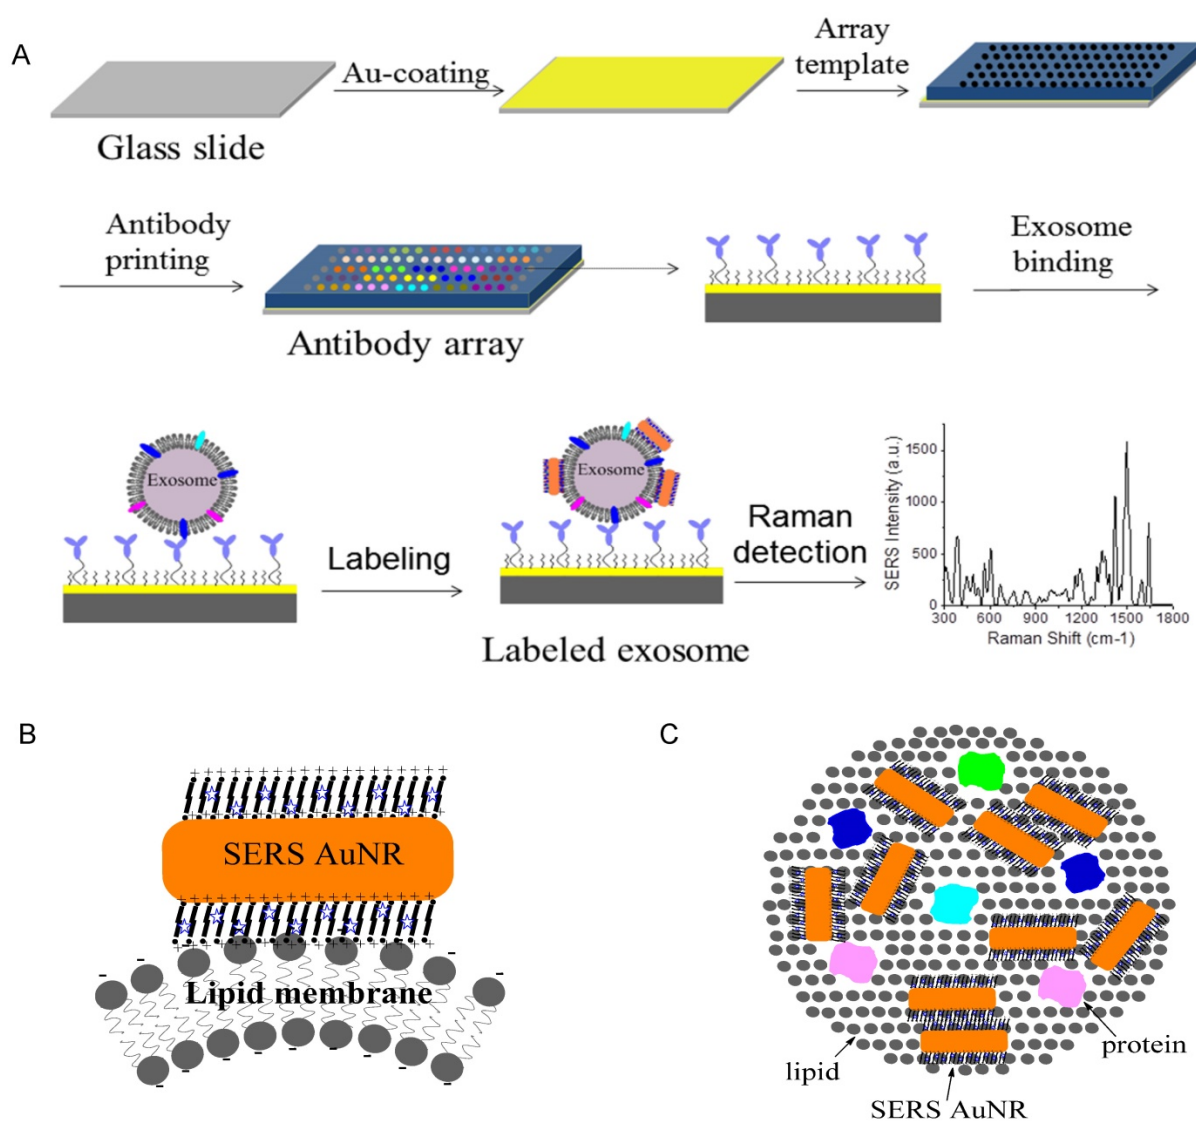 A
Glass slide
Au-coating
Array
template
Antibody
printing
Antibody array
Exosome
binding
Exosome
Labeling
Exosome
Labeled exosome
Raman
detection
SERS Intensity (a.u.)
1500
1000
500
0
300 600 900 1200 1500 1800
Raman Shift (cm-1)
B
SERS AuNR
Lipid membrane
C
lipid
protein
SERS AuNR